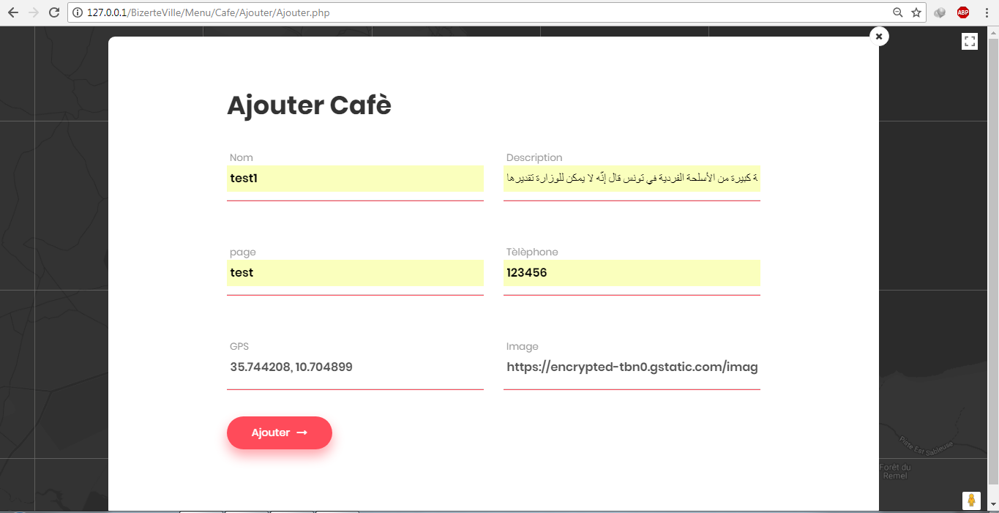 127.0.0.1/BizerteVille/Menu/Cafe/Ajouter/Ajouter.php
ABP
Ajouter Cafè
Nom
Description
test1
ة كبيرة من الأسلحة الفردية في تونس قال إنّه لا يمكن للوزارة تقديرها
page
Tèlèphone
test
123456
GPS
Image
35.744208, 10.704899
https://encrypted-tbn0.gstatic.com/imag
Ajouter
Piste Est Sableuse
Forêt du
Remel